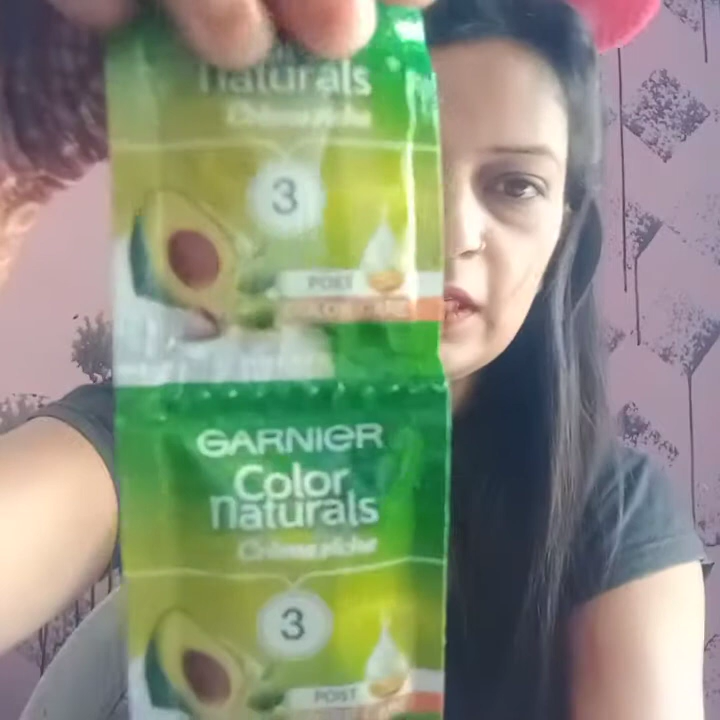 naturals
3
POST
GARNIER
Color
naturals
Crème riche
3
POST